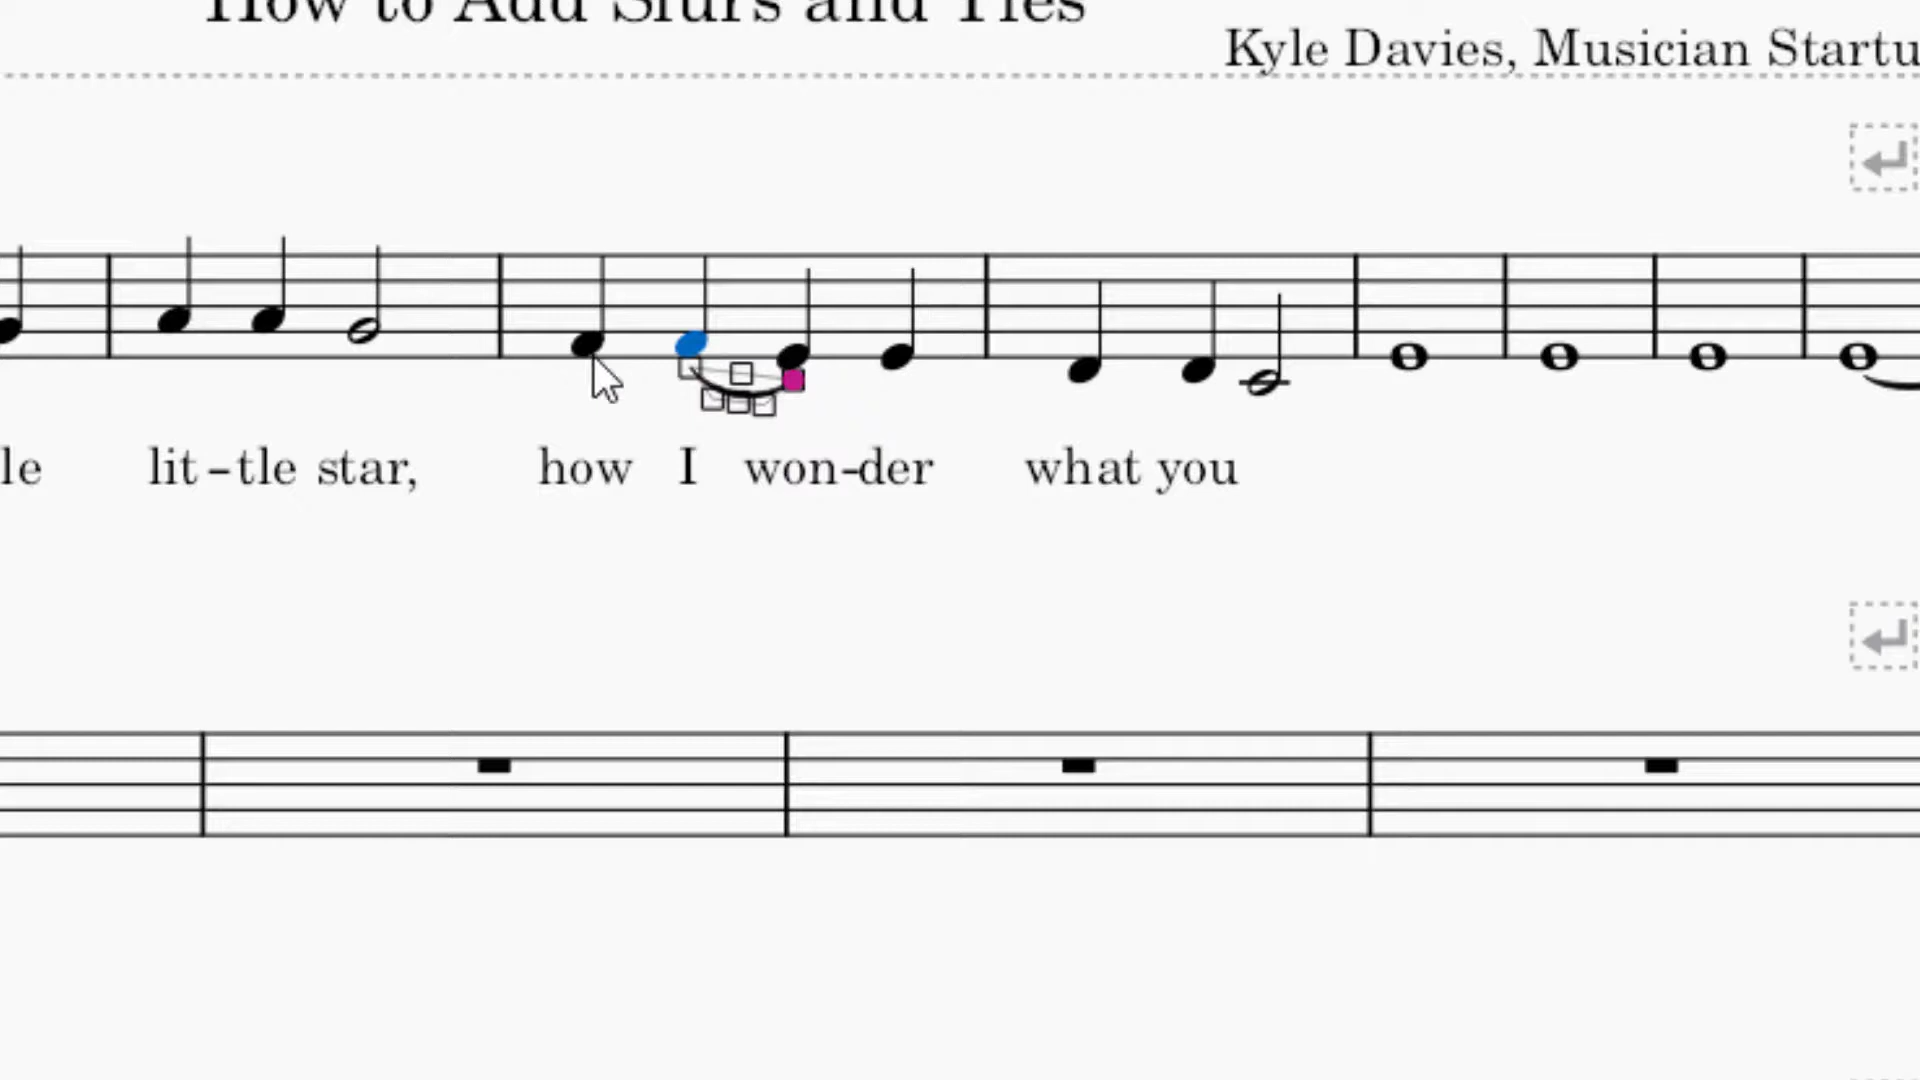 How to Add Slurs and Ties
Kyle Davies, Musician Startu
le lit-tle star, how I won-der what you